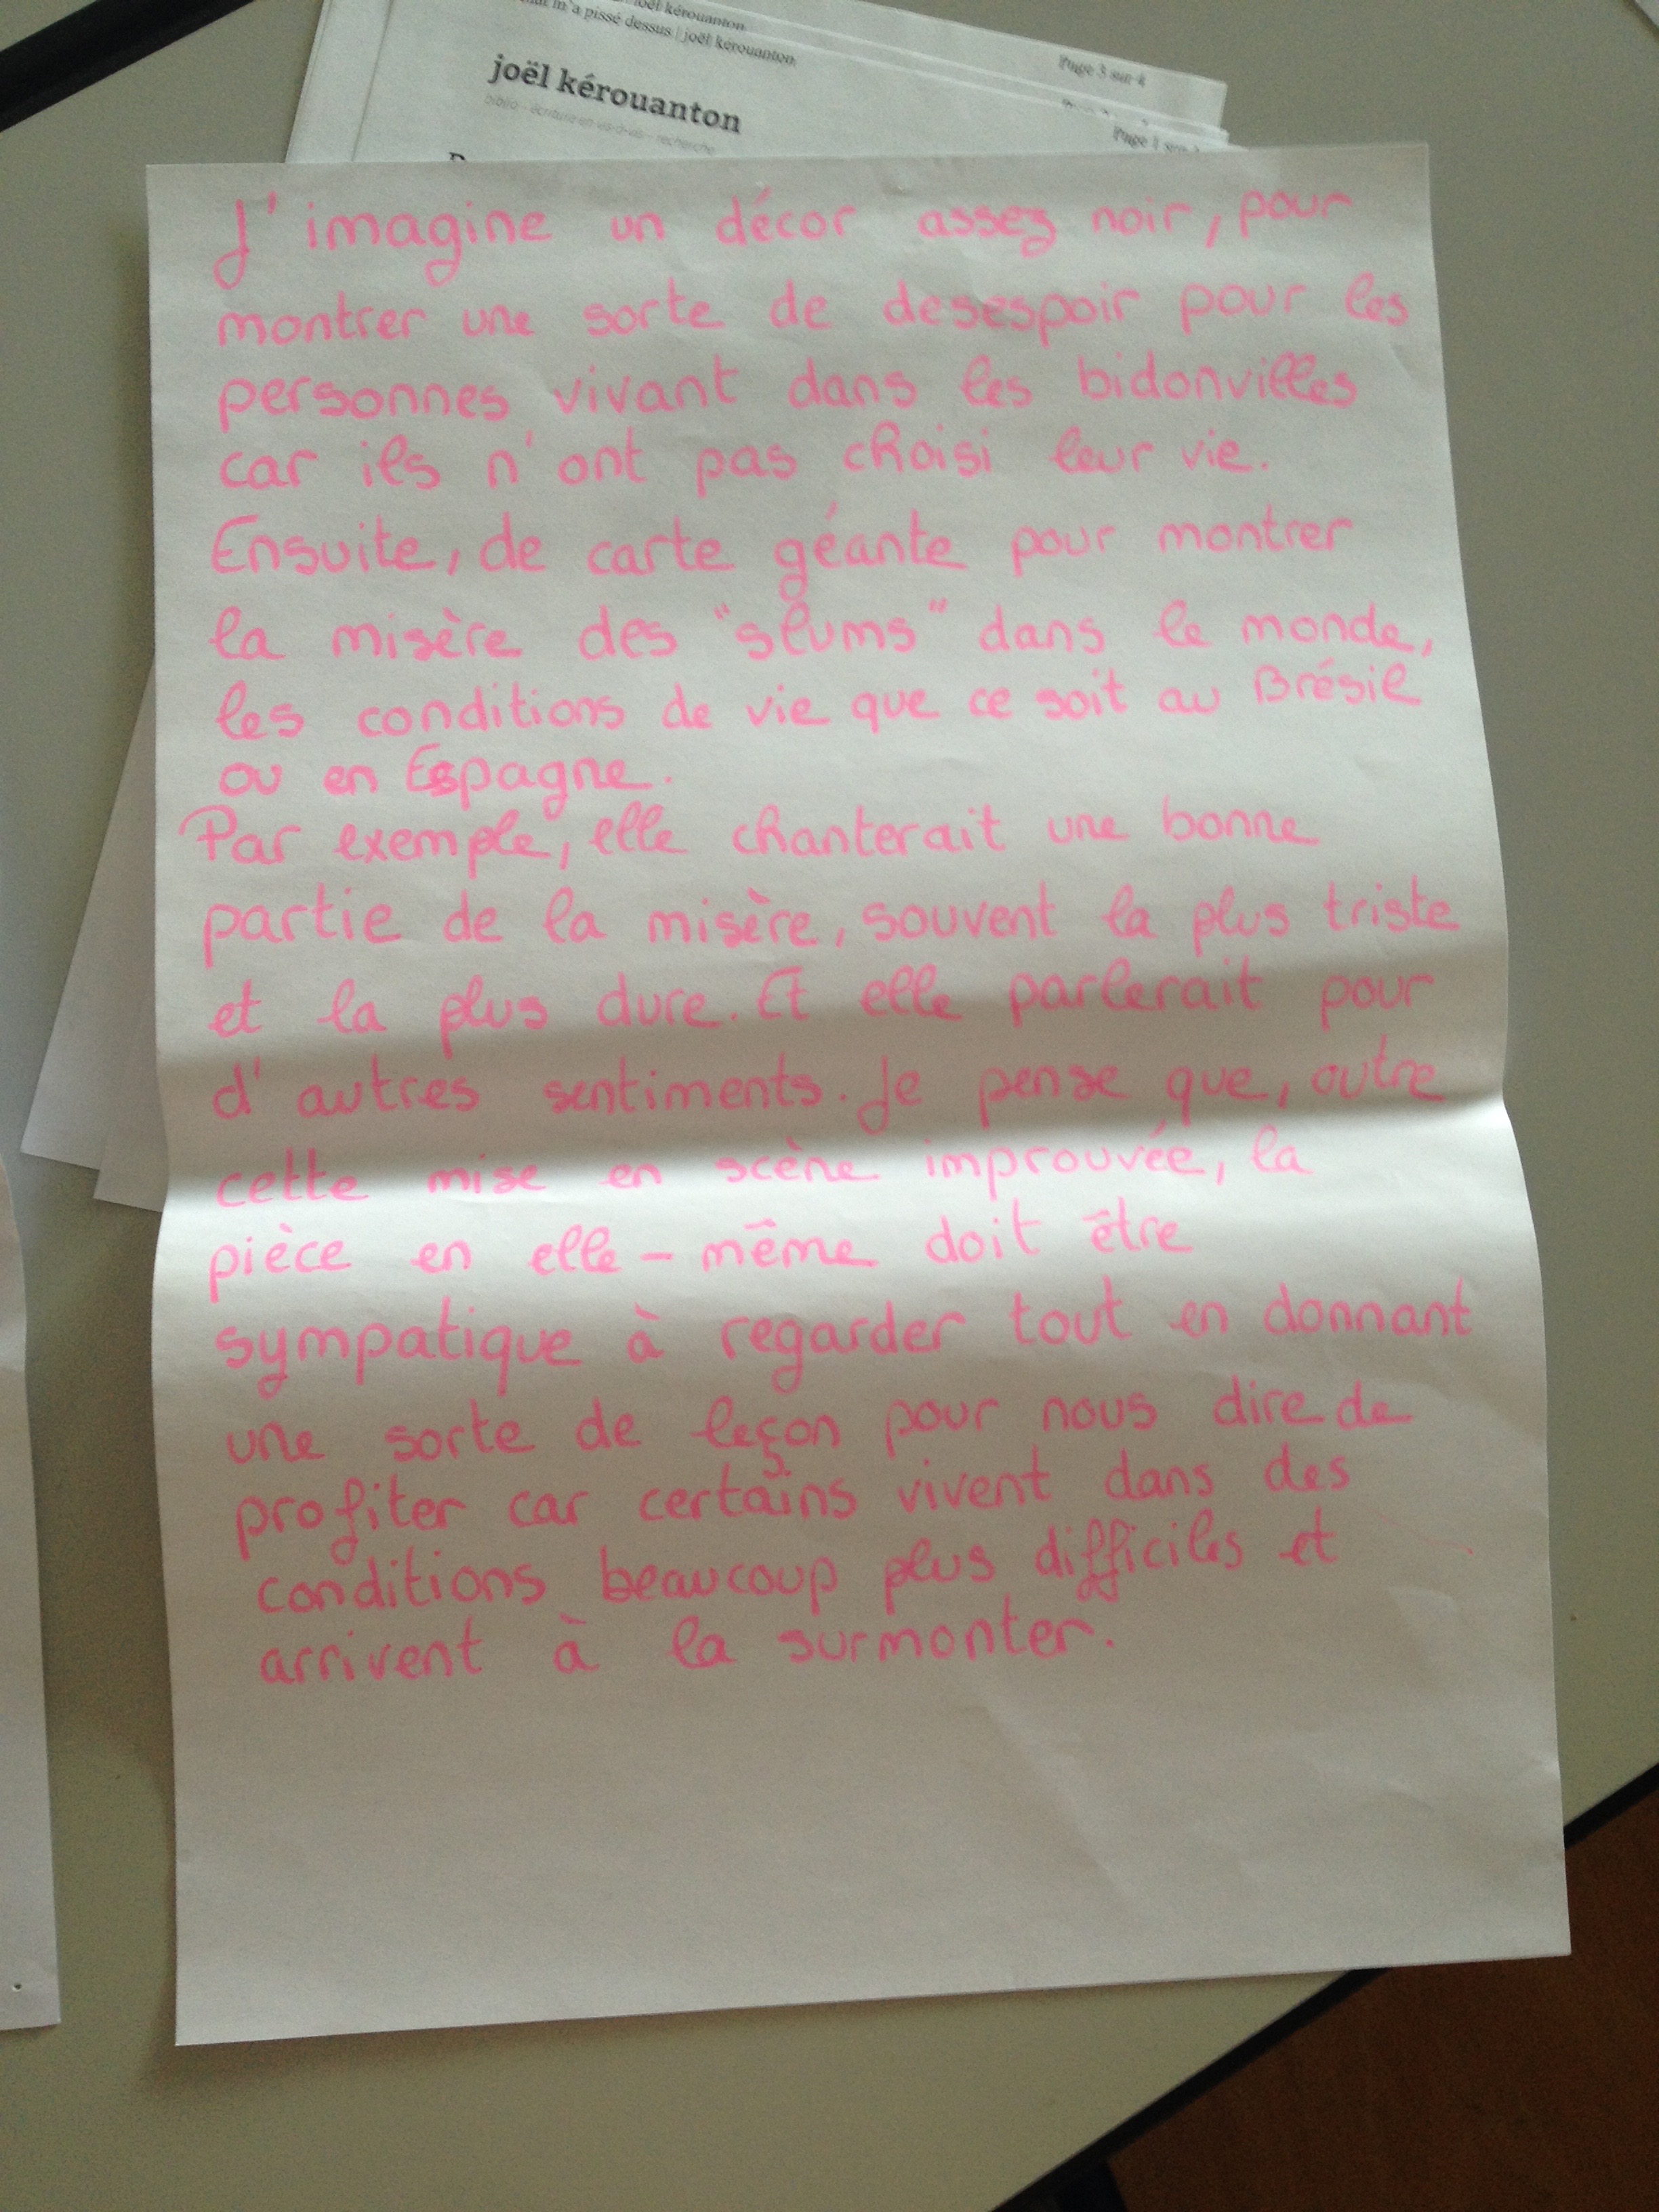 joël kérouanton
m'a pissé dessus | joël kérouanton
Page 3 sur 4
joël kérouanton
biblio – écriture en vis-à-vis – recherche
Page 1 sur
J'imagine un décor assez noir, pour
montrer une sorte de desespoir pour les
personnes vivant dans les bidonvilles
car ils n'ont pas choisi leur vie.
Ensuite, de carte géante pour montrer
la misère des "slums" dans le monde,
les conditions de vie que ce soit au Brésil
ou en Espagne.
Par exemple, elle chanterait une bonne
partie de la misère, souvent la plus triste
et la plus dure. Et elle parlerait pour
d'autres sentiments. Je pense que, outre
cette mise en scène improuvée, la
pièce en elle-même doit être
sympatique à regarder tout en donnant
une sorte de leçon pour nous dire de
profiter car certains vivent dans des
conditions beaucoup plus difficiles et
arrivent à la surmonter.